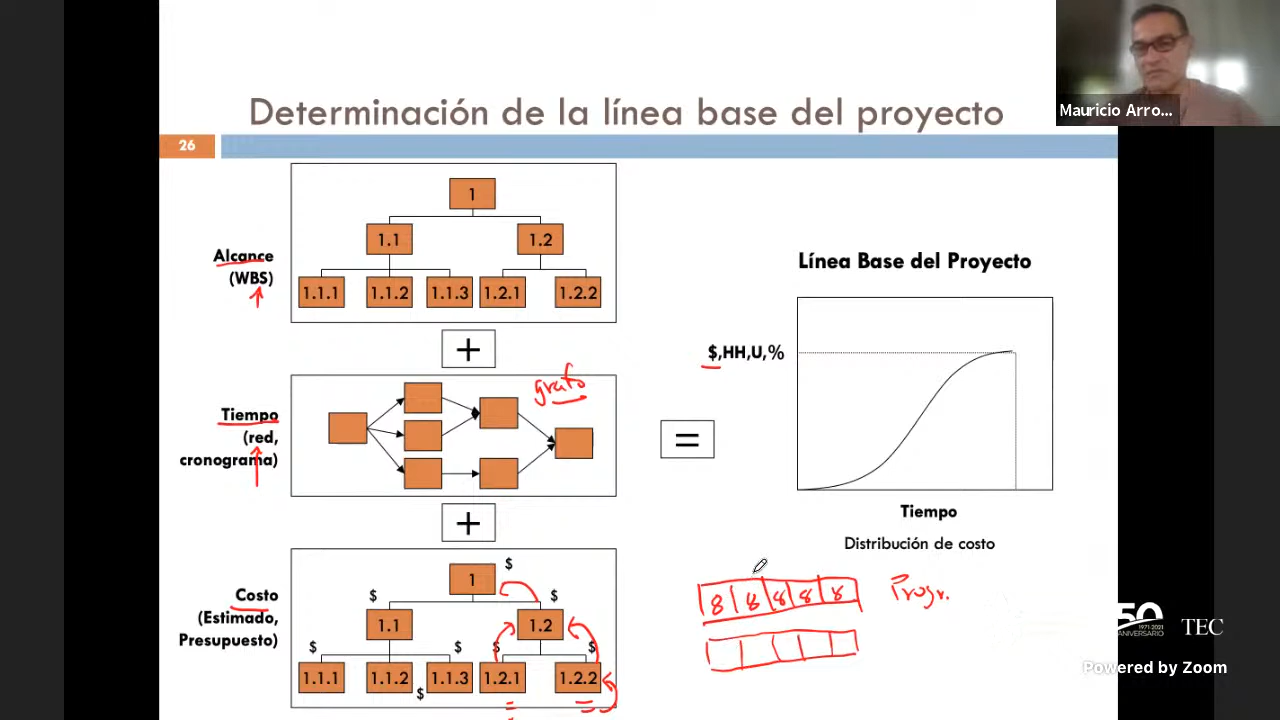 Mauricio Arro...
Determinación de la línea base del proyecto
26
1
1.1
1.2
1.1.1
1.1.2
1.1.3
1.2.1
1.2.2
Alcance
(WBS)
+
grafo
Tiempo
(red,
cronograma)
+
$
1
$
$
1.1
1.2
$
$
$
$
1.1.1
1.1.2
$
1.1.3
1.2.1
1.2.2
Costo
(Estimado,
Presupuesto)
=
Línea Base del Proyecto
$,HH,U,%
Tiempo
Distribución de costo
8 8 8 8 8
Progr.
50
1971-2021
ANIVERSARIO
TEC
Powered by Zoom